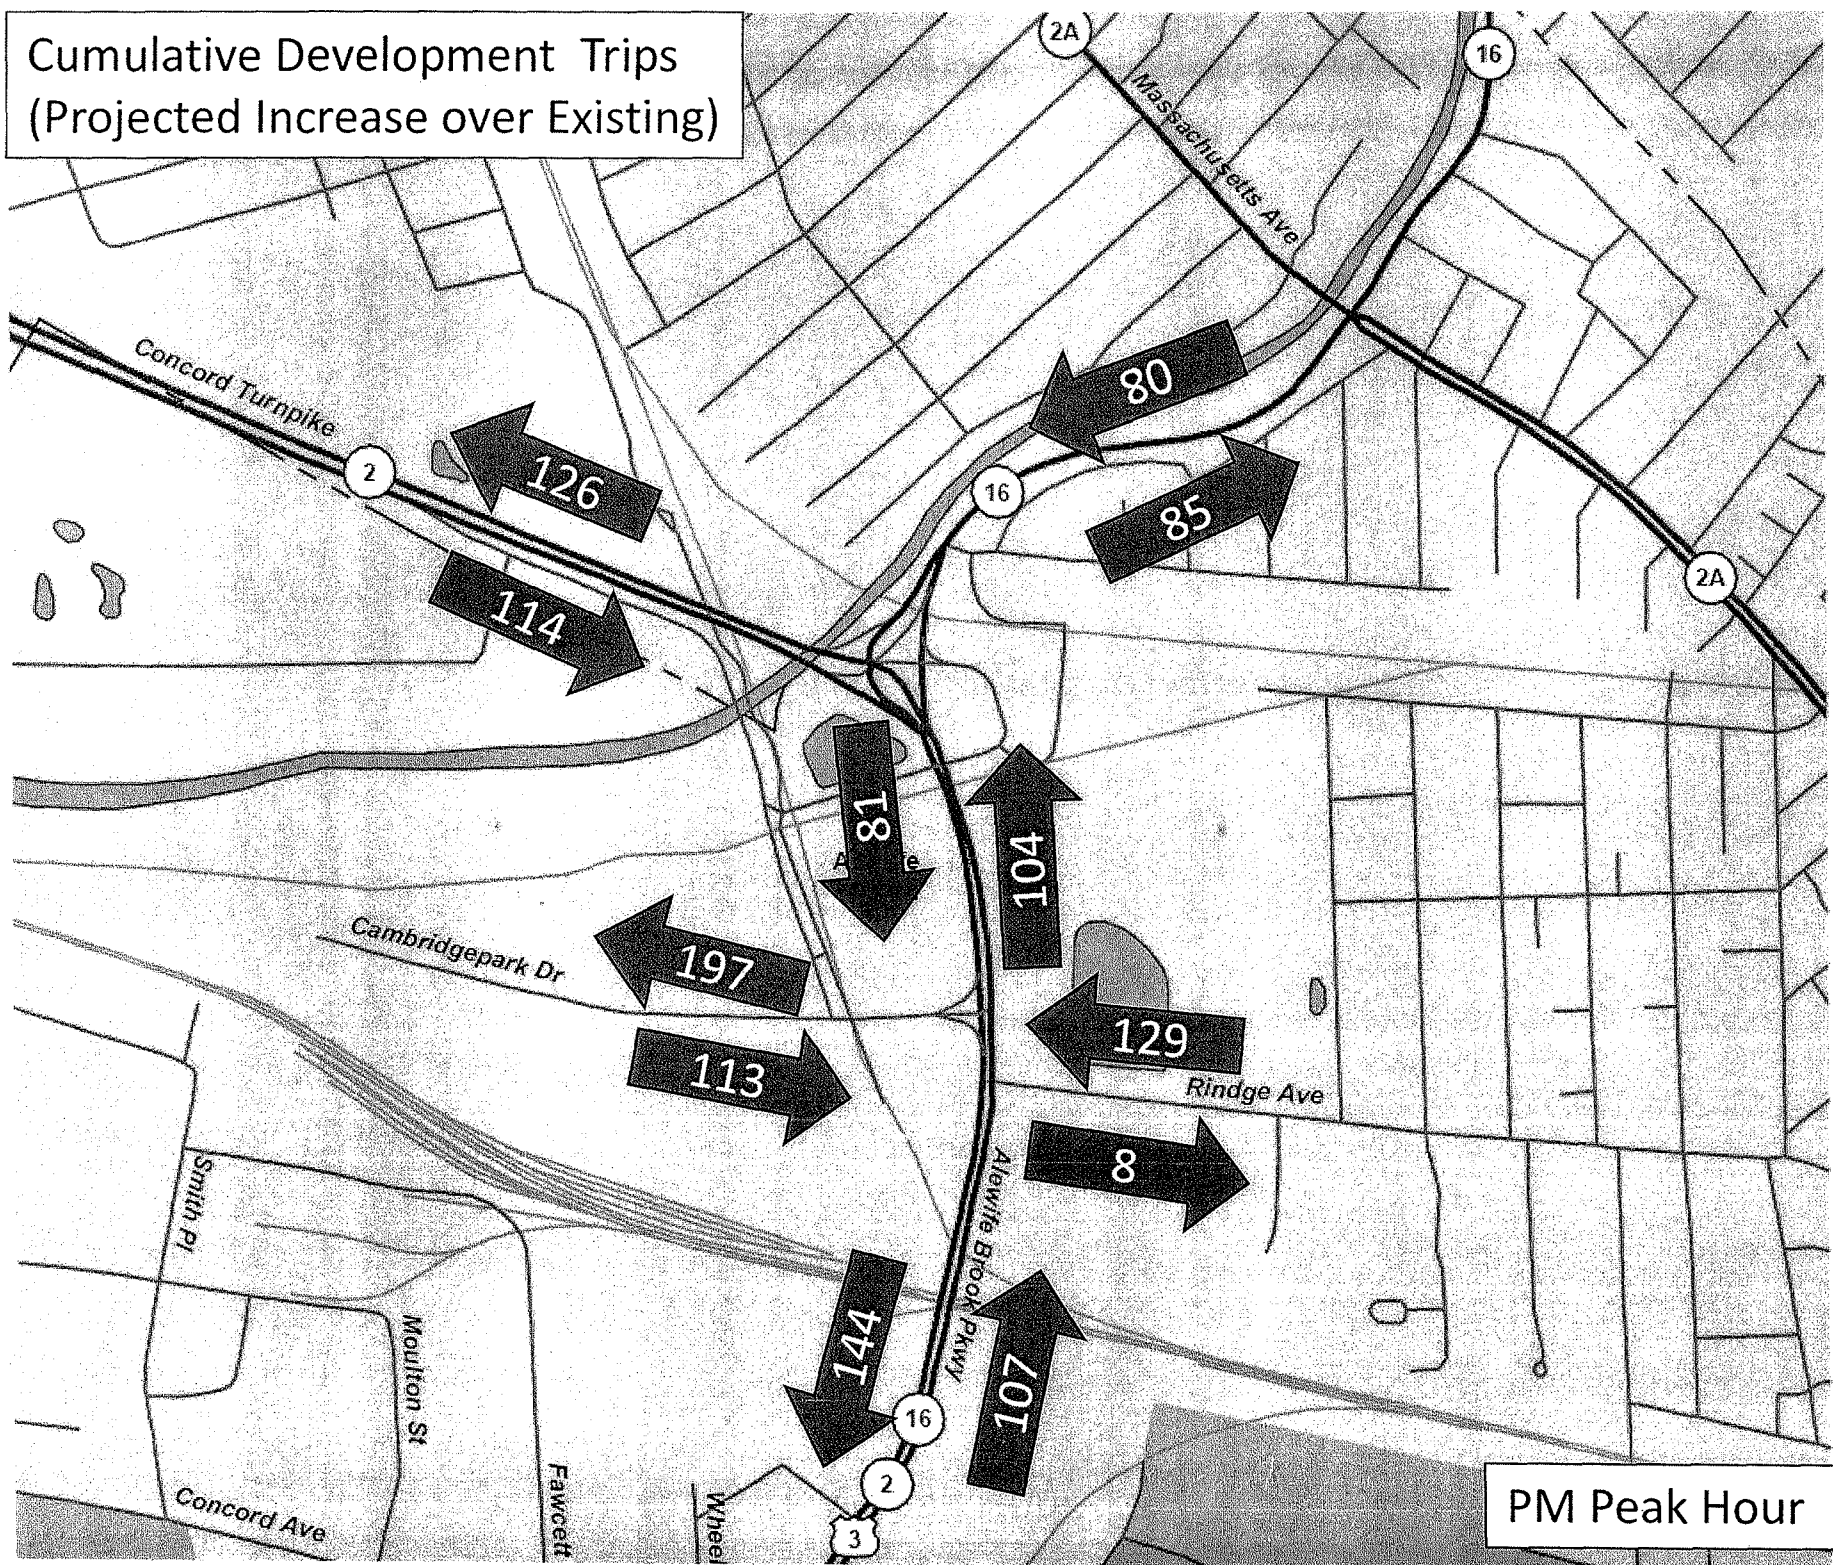 Cumulative Development Trips
(Projected Increase over Existing)
2A
16
Massachusetts Ave
Concord Turnpike
80
2
126
16
85
2A
114
81
104
Cambridgepark Dr
197
129
113
Rindge Ave
8
Smith Pl
Alewife Brook Pkwy
144
107
Moulton St
16
2
3
Concord Ave
Fawcett
Wheel
PM Peak Hour